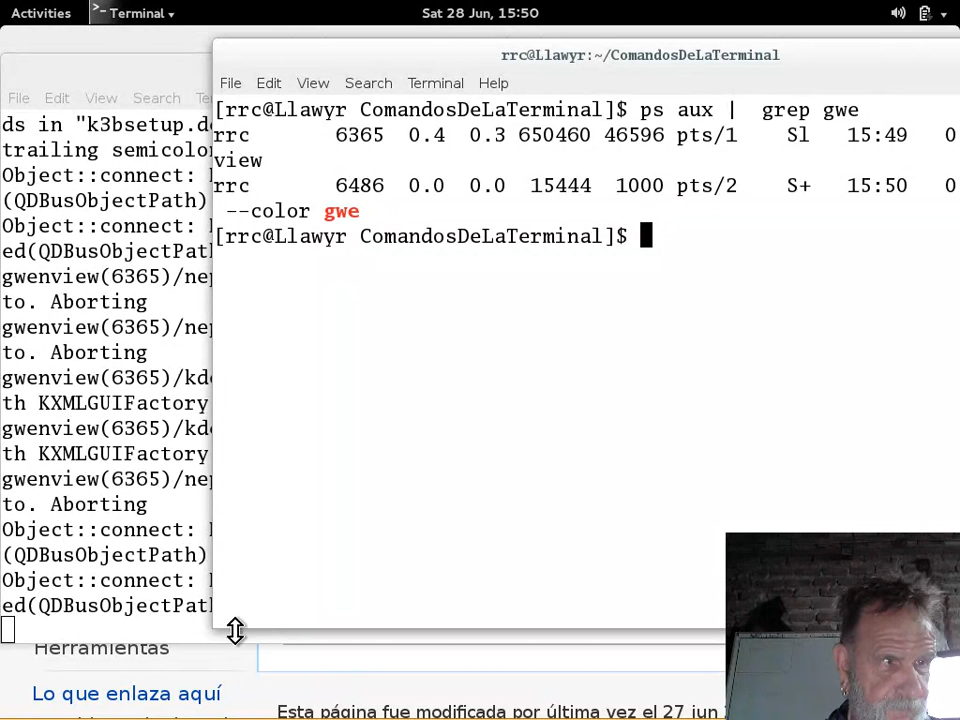 Activities
>_ Terminal
Sat 28 Jun, 15:50
rrc@Llawyr:~/ComandosDeLaTerminal
File Edit View Search Terminal Help
[rrc@Llawyr ComandosDeLaTerminal]$ ps aux | grep gwe
rrc 6365 0.4 0.3 650460 46596 pts/1 Sl 15:49 0
view
rrc 6486 0.0 0.0 15444 1000 pts/2 S+ 15:50 0
--color gwe
[rrc@Llawyr ComandosDeLaTerminal]$
File Edit View Search
ds in "k3bsetup.
trailing semicolo
Object::connect:
(QDBusObjectPath)
Object::connect:
ed(QDBusObjectPat
gwenview(6365)/ne
to. Aborting
gwenview(6365)/ne
to. Aborting
gwenview(6365)/kd
th KXMLGUIFactory
gwenview(6365)/kd
th KXMLGUIFactory
gwenview(6365)/ne
to. Aborting
Object::connect:
(QDBusObjectPath)
Object::connect:
ed(QDBusObjectPat
Herramientas
Lo que enlaza aquí
Esta página fue modificada por última vez el 27 jun